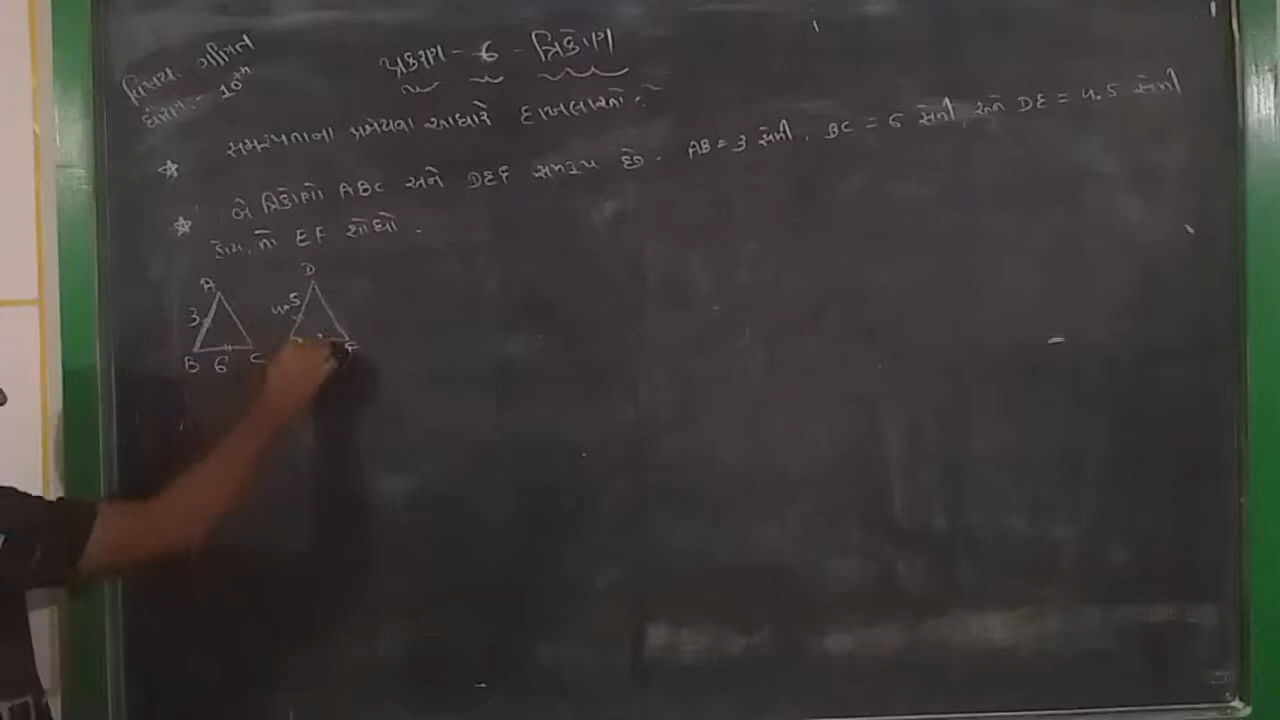 વિષય- ગણિત
ધોરણ:- 10th
પ્રકરણ - 6 - ત્રિકોણ
સમરૂપતાના પ્રમેયના આધારે દાખલાઓ :-
બે ત્રિકોણો ABC અને DEF સમરૂપ છે. AB = 3 સેમી, BC = 6 સેમી, અને DE = 4.5 સેમી
હોય, તો EF શોધો.
A D
3 4.5
B 6 C F